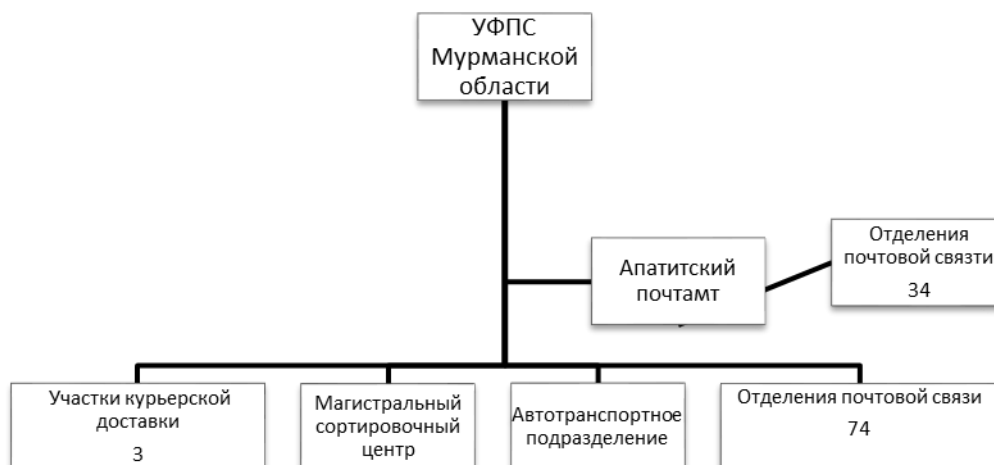 УФПС
Мурманской
области
Отделения
почтовой связти
34
Апатитский
почтамт
Участки курьерской
доставки
3
Магистральный
сортировочный
центр
Автотранспортное
подразделение
Отделения почтовой связи
74